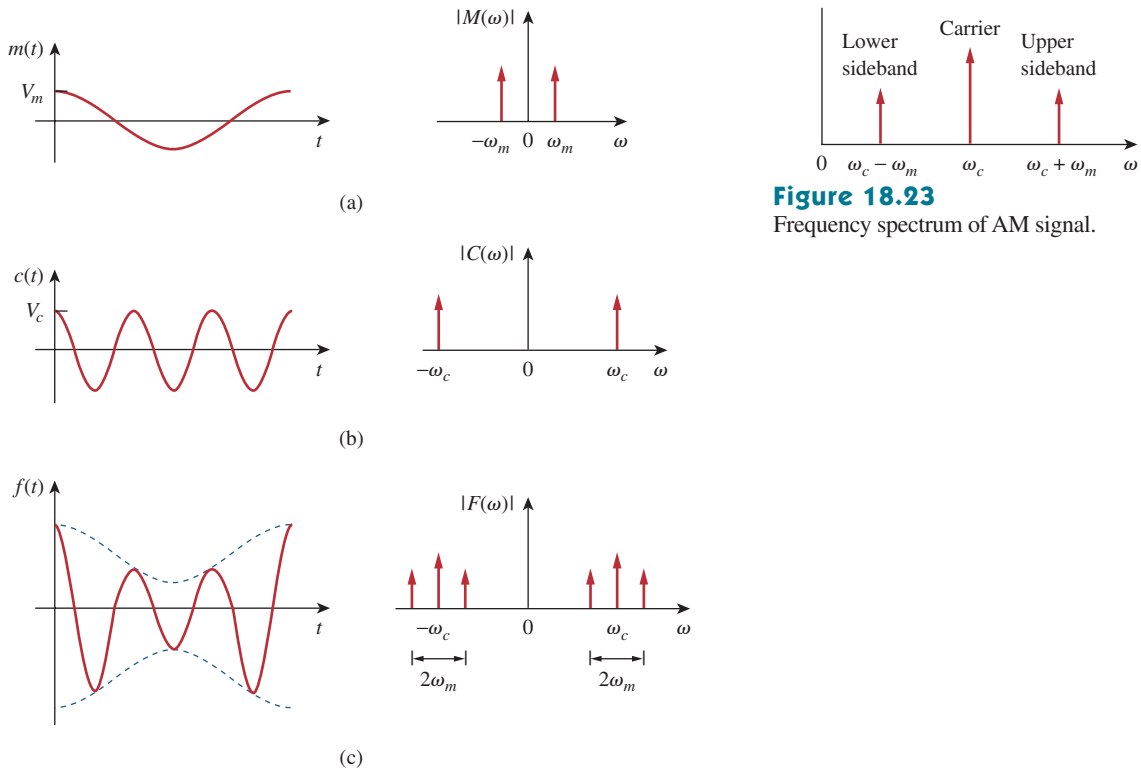 m(t)
V_m
t
|M(ω)|
−ω_m 0 ω_m ω
(a)
c(t)
V_c
t
|C(ω)|
−ω_c 0 ω_c ω
(b)
f(t)
t
|F(ω)|
−ω_c 0 ω_c ω
2ω_m 2ω_m
(c)
Carrier
Lower
sideband
Upper
sideband
0 ω_c − ω_m ω_c ω_c + ω_m ω
Figure 18.23
Frequency spectrum of AM signal.